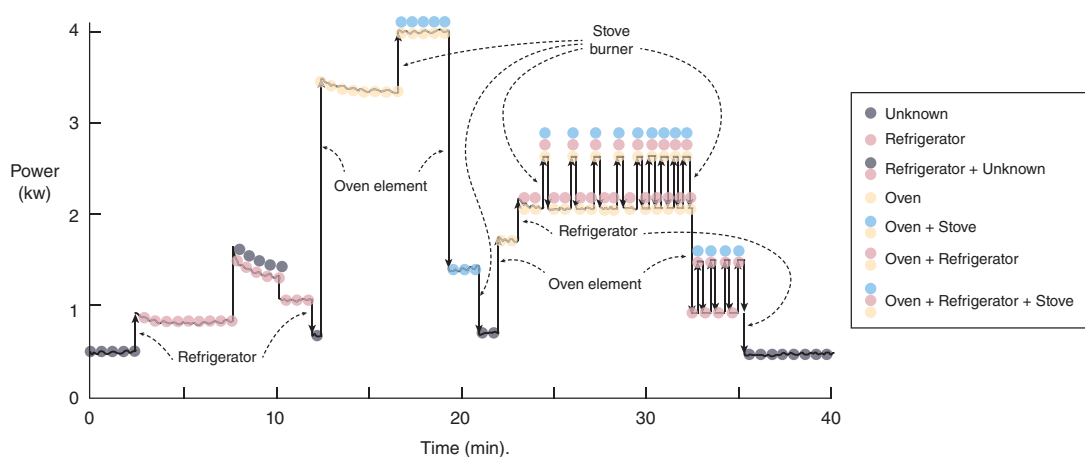 4
Stove
burner
3
Power
(kw)
Oven element
2
Refrigerator
Oven element
1
Refrigerator
0
0
10
20
30
40
Time (min).
Unknown
Refrigerator
Refrigerator + Unknown
Oven
Oven + Stove
Oven + Refrigerator
Oven + Refrigerator + Stove